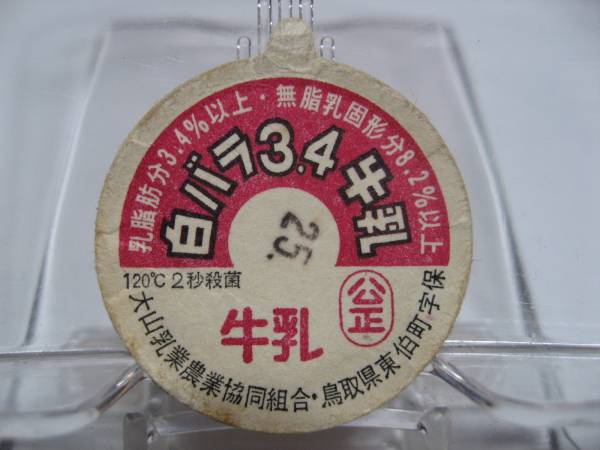 乳脂肪分3.4%以上・無脂乳固形分8.2%以上
白バラ3.4牛乳
25.
120℃2秒殺菌
公正
牛乳
大山乳業農業協同組合・鳥取県東伯町字保